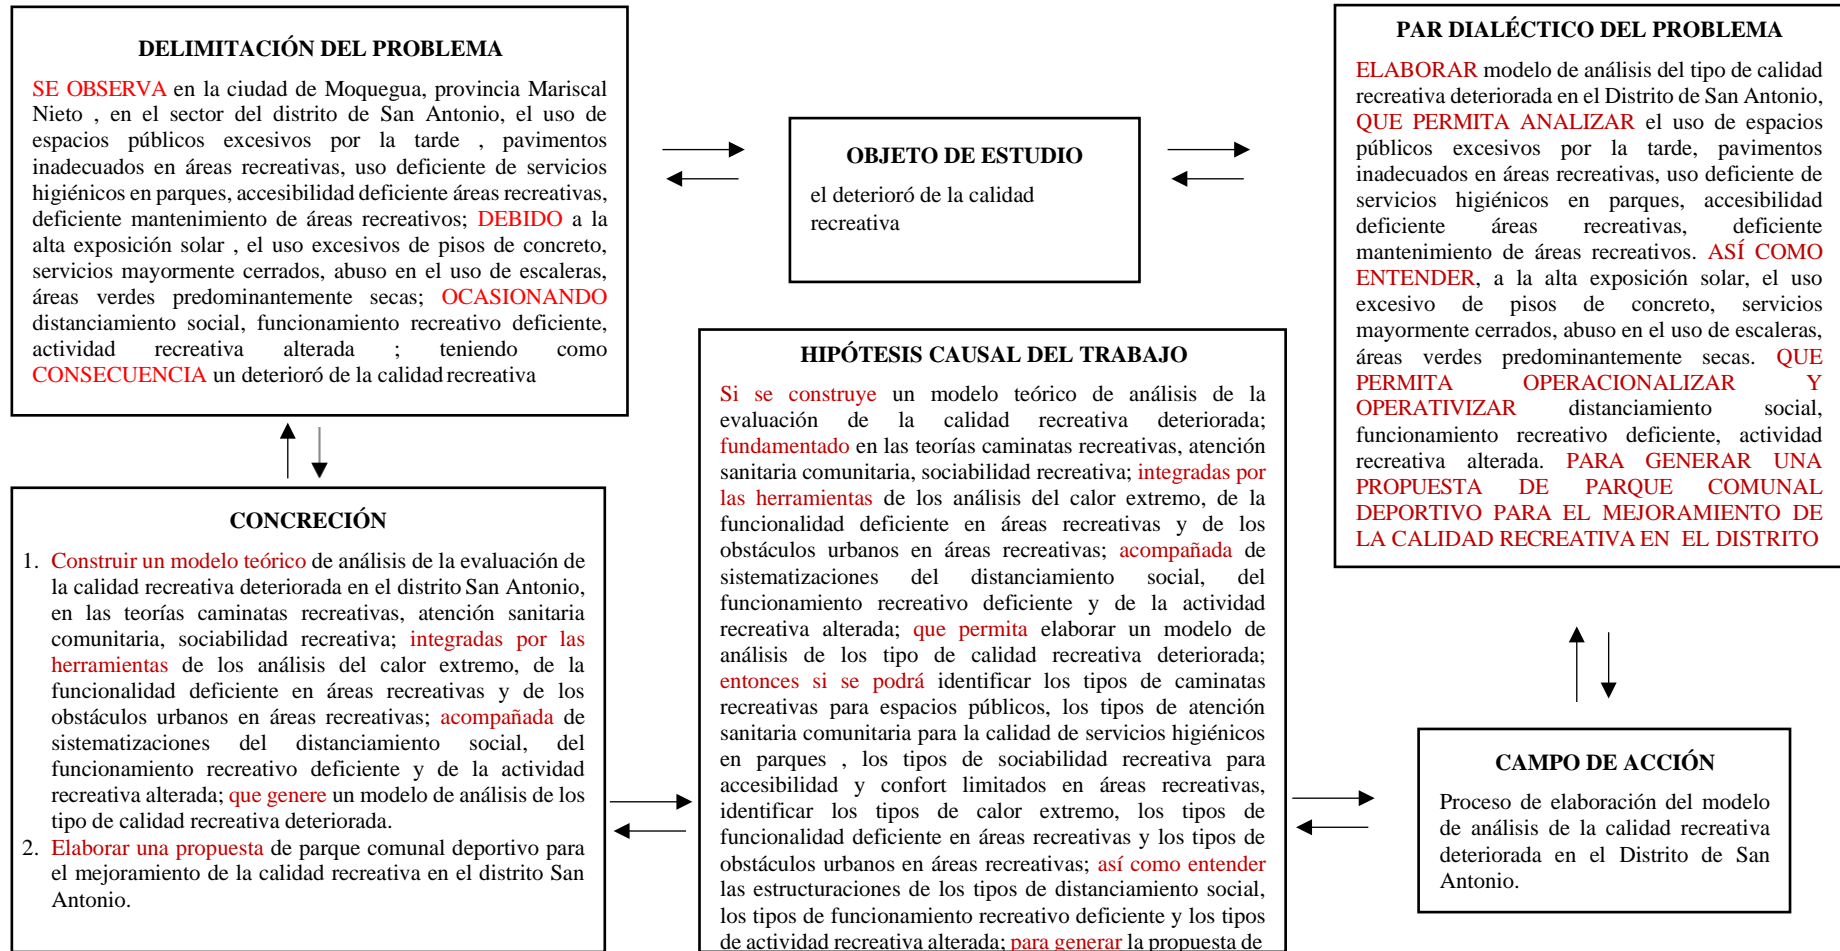 DELIMITACIÓN DEL PROBLEMA
SE OBSERVA en la ciudad de Moquegua, provincia Mariscal
Nieto , en el sector del distrito de San Antonio, el uso de
espacios públicos excesivos por la tarde , pavimentos
inadecuados en áreas recreativas, uso deficiente de servicios
higiénicos en parques, accesibilidad deficiente áreas recreativas,
deficiente mantenimiento de áreas recreativos; DEBIDO a la
alta exposición solar , el uso excesivos de pisos de concreto,
servicios mayormente cerrados, abuso en el uso de escaleras,
áreas verdes predominantemente secas; OCASIONANDO
distanciamiento social, funcionamiento recreativo deficiente,
actividad recreativa alterada ; teniendo como
CONSECUENCIA un deterioró de la calidad recreativa
OBJETO DE ESTUDIO
el deterioró de la calidad
recreativa
PAR DIALÉCTICO DEL PROBLEMA
ELABORAR modelo de análisis del tipo de calidad
recreativa deteriorada en el Distrito de San Antonio,
QUE PERMITA ANALIZAR el uso de espacios
públicos excesivos por la tarde, pavimentos
inadecuados en áreas recreativas, uso deficiente de
servicios higiénicos en parques, accesibilidad
deficiente áreas recreativas, deficiente
mantenimiento de áreas recreativos. ASÍ COMO
ENTENDER, a la alta exposición solar, el uso
excesivo de pisos de concreto, servicios
mayormente cerrados, abuso en el uso de escaleras,
áreas verdes predominantemente secas. QUE
PERMITA OPERACIONALIZAR Y
OPERATIVIZAR distanciamiento social,
funcionamiento recreativo deficiente, actividad
recreativa alterada. PARA GENERAR UNA
PROPUESTA DE PARQUE COMUNAL
DEPORTIVO PARA EL MEJORAMIENTO DE
LA CALIDAD RECREATIVA EN EL DISTRITO
CONCRECIÓN
1. Construir un modelo teórico de análisis de la evaluación de
la calidad recreativa deteriorada en el distrito San Antonio,
en las teorías caminatas recreativas, atención sanitaria
comunitaria, sociabilidad recreativa; integradas por las
herramientas de los análisis del calor extremo, de la
funcionalidad deficiente en áreas recreativas y de los
obstáculos urbanos en áreas recreativas; acompañada de
sistematizaciones del distanciamiento social, del
funcionamiento recreativo deficiente y de la actividad
recreativa alterada; que genere un modelo de análisis de los
tipo de calidad recreativa deteriorada.
2. Elaborar una propuesta de parque comunal deportivo para
el mejoramiento de la calidad recreativa en el distrito San
Antonio.
HIPÓTESIS CAUSAL DEL TRABAJO
Si se construye un modelo teórico de análisis de la
evaluación de la calidad recreativa deteriorada;
fundamentado en las teorías caminatas recreativas, atención
sanitaria comunitaria, sociabilidad recreativa; integradas por
las herramientas de los análisis del calor extremo, de la
funcionalidad deficiente en áreas recreativas y de los
obstáculos urbanos en áreas recreativas; acompañada de
sistematizaciones del distanciamiento social, del
funcionamiento recreativo deficiente y de la actividad
recreativa alterada; que permita elaborar un modelo de
análisis de los tipo de calidad recreativa deteriorada;
entonces si se podrá identificar los tipos de caminatas
recreativas para espacios públicos, los tipos de atención
sanitaria comunitaria para la calidad de servicios higiénicos
en parques , los tipos de sociabilidad recreativa para
accesibilidad y confort limitados en áreas recreativas,
identificar los tipos de calor extremo, los tipos de
funcionalidad deficiente en áreas recreativas y los tipos de
obstáculos urbanos en áreas recreativas; así como entender
las estructuraciones de los tipos de distanciamiento social,
los tipos de funcionamiento recreativo deficiente y los tipos
de actividad recreativa alterada; para generar la propuesta de
CAMPO DE ACCIÓN
Proceso de elaboración del modelo
de análisis de la calidad recreativa
deteriorada en el Distrito de San
Antonio.